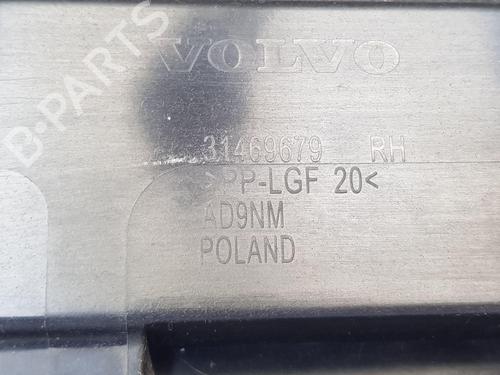 B-PARTS
VOLVO
31469679 RH
>PP-LGF 20<
AD9NM
POLAND